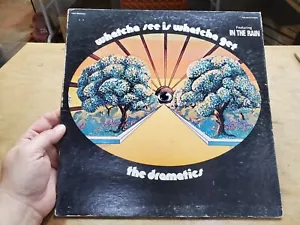 whatcha see is whatcha get
Featuring
IN THE RAIN
the dramatics